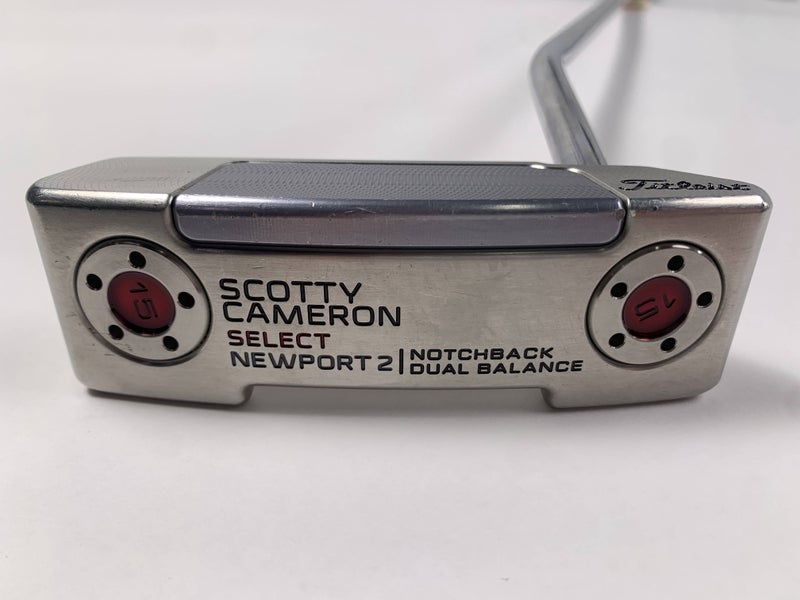 Titleist
15
15
SCOTTY
CAMERON
SELECT
NEWPORT 2 | NOTCHBACK
DUAL BALANCE